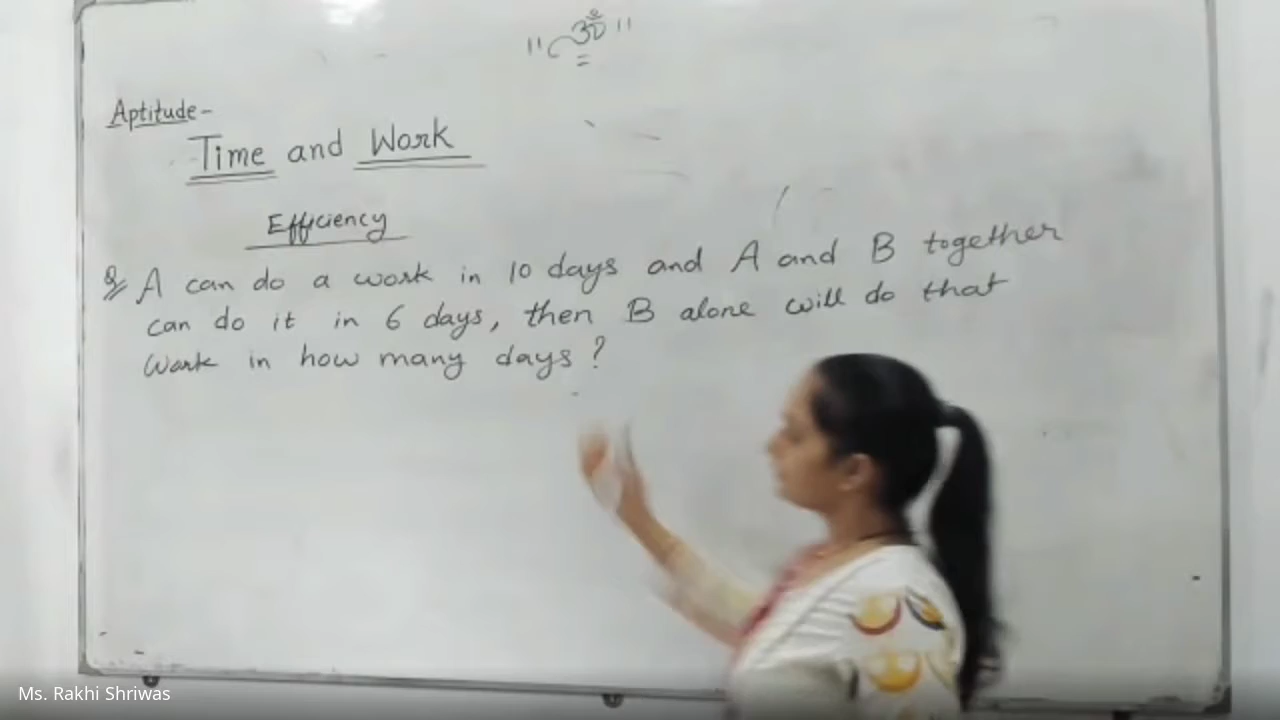 " ॐ "
Aptitude-
Time and Work
Efficiency
Q/ A can do a work in 10 days and A and B together
can do it in 6 days, then B alone will do that
work in how many days ?
Ms. Rakhi Shriwas